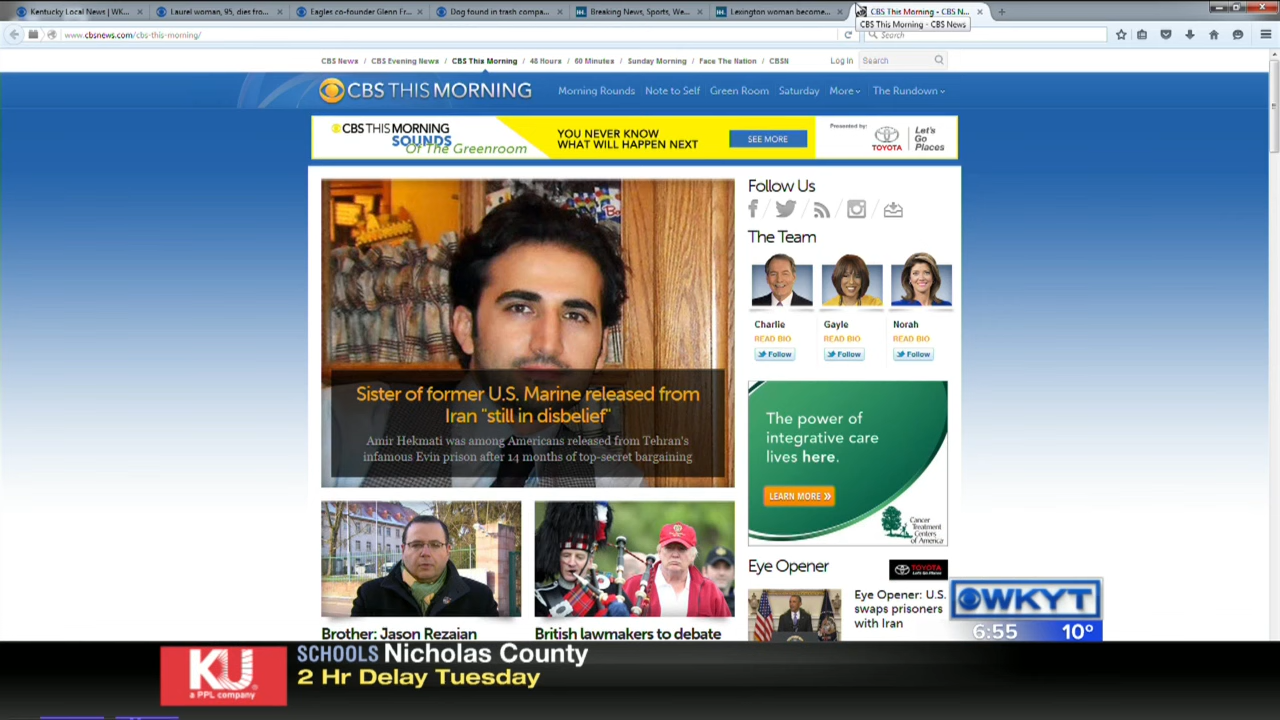 Kentucky Local News | WK...
Laurel woman, 95, dies fro...
Eagles co-founder Glenn Fr...
Dog found in trash compa...
Breaking News, Sports, We...
Lexington woman become...
CBS This Morning - CBS N...
CBS This Morning - CBS News
www.cbsnews.com/cbs-this-morning/
Search
CBS News / CBS Evening News / CBS This Morning / 48 Hours / 60 Minutes / Sunday Morning / Face The Nation / CBSN
Log In
Search
CBS THIS MORNING
Morning Rounds
Note to Self
Green Room
Saturday
More
The Rundown
CBS THIS MORNING
SOUNDS
Of The Greenroom
YOU NEVER KNOW
WHAT WILL HAPPEN NEXT
SEE MORE
Presented by:
TOYOTA
Let's
Go
Places
Sister of former U.S. Marine released from
Iran "still in disbelief"
Amir Hekmati was among Americans released from Tehran's
infamous Evin prison after 14 months of top-secret bargaining
Follow Us
The Team
Charlie
Gayle
Norah
READ BIO
READ BIO
READ BIO
Follow
Follow
Follow
The power of
integrative care
lives here.
LEARN MORE
Cancer
Treatment
Centers
of America
Eye Opener
TOYOTA
Let's Go Places
Eye Opener: U.S.
swaps prisoners
with Iran
Brother: Jason Rezaian
British lawmakers to debate
WKYT
6:55
10°
KU
a PPL company
SCHOOLS Nicholas County
2 Hr Delay Tuesday